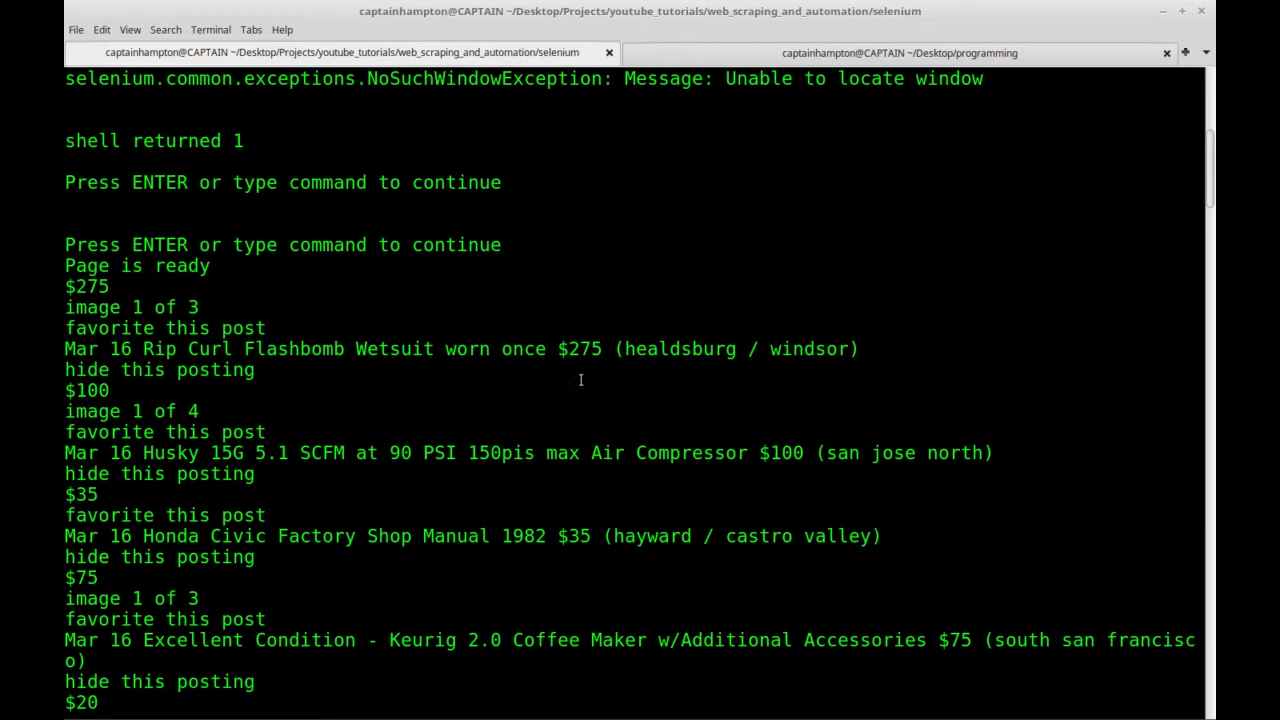 captainhampton@CAPTAIN ~/Desktop/Projects/youtube_tutorials/web_scraping_and_automation/selenium
File Edit View Search Terminal Tabs Help
captainhampton@CAPTAIN ~/Desktop/Projects/youtube_tutorials/web_scraping_and_automation/selenium
captainhampton@CAPTAIN ~/Desktop/programming
selenium.common.exceptions.NoSuchWindowException: Message: Unable to locate window
shell returned 1
Press ENTER or type command to continue
Press ENTER or type command to continue
Page is ready
$275
image 1 of 3
favorite this post
Mar 16 Rip Curl Flashbomb Wetsuit worn once $275 (healdsburg / windsor)
hide this posting
$100
image 1 of 4
favorite this post
Mar 16 Husky 15G 5.1 SCFM at 90 PSI 150pis max Air Compressor $100 (san jose north)
hide this posting
$35
favorite this post
Mar 16 Honda Civic Factory Shop Manual 1982 $35 (hayward / castro valley)
hide this posting
$75
image 1 of 3
favorite this post
Mar 16 Excellent Condition - Keurig 2.0 Coffee Maker w/Additional Accessories $75 (south san francisc
o)
hide this posting
$20